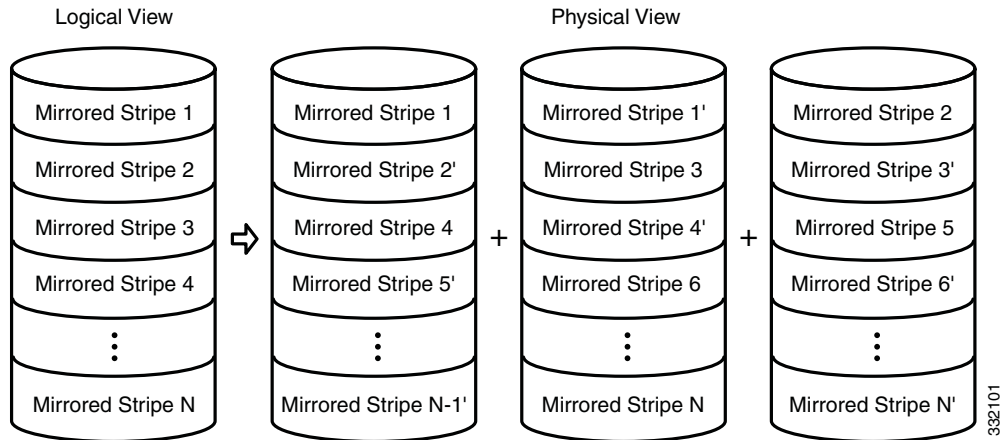 Logical View
Physical View
Mirrored Stripe 1
Mirrored Stripe 2
Mirrored Stripe 3
Mirrored Stripe 4
Mirrored Stripe N
Mirrored Stripe 1
Mirrored Stripe 2'
Mirrored Stripe 4
Mirrored Stripe 5'
Mirrored Stripe N-1'
+
Mirrored Stripe 1'
Mirrored Stripe 3
Mirrored Stripe 4'
Mirrored Stripe 6
Mirrored Stripe N
+
Mirrored Stripe 2
Mirrored Stripe 3'
Mirrored Stripe 5
Mirrored Stripe 6'
Mirrored Stripe N'
332101